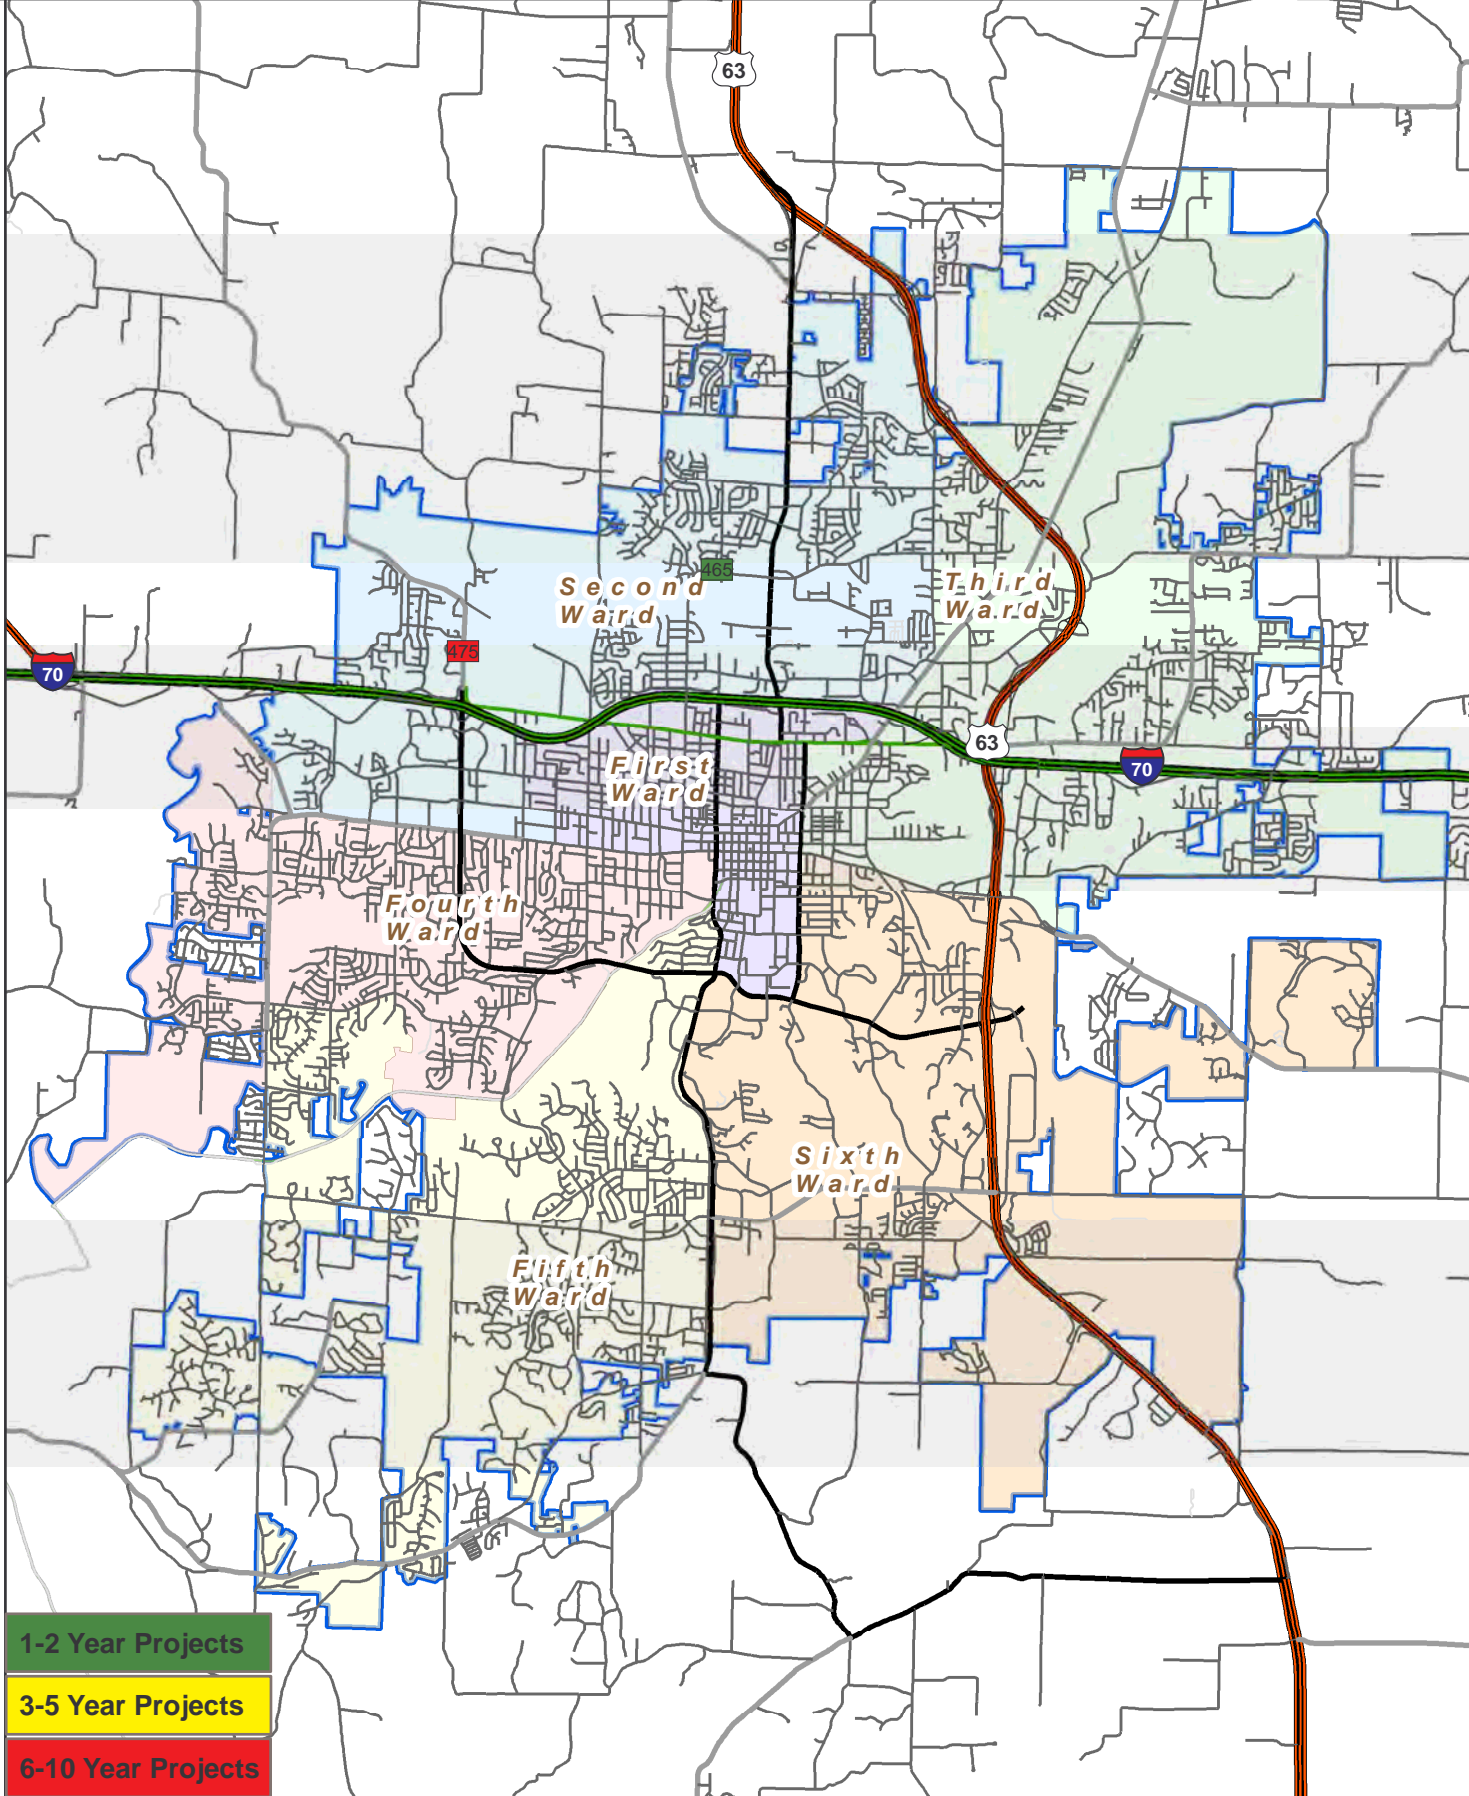 63
465
Second
Ward
Third
Ward
475
70
63
70
First
Ward
Fourth
Ward
Sixth
Ward
Fifth
Ward
1-2 Year Projects
3-5 Year Projects
6-10 Year Projects